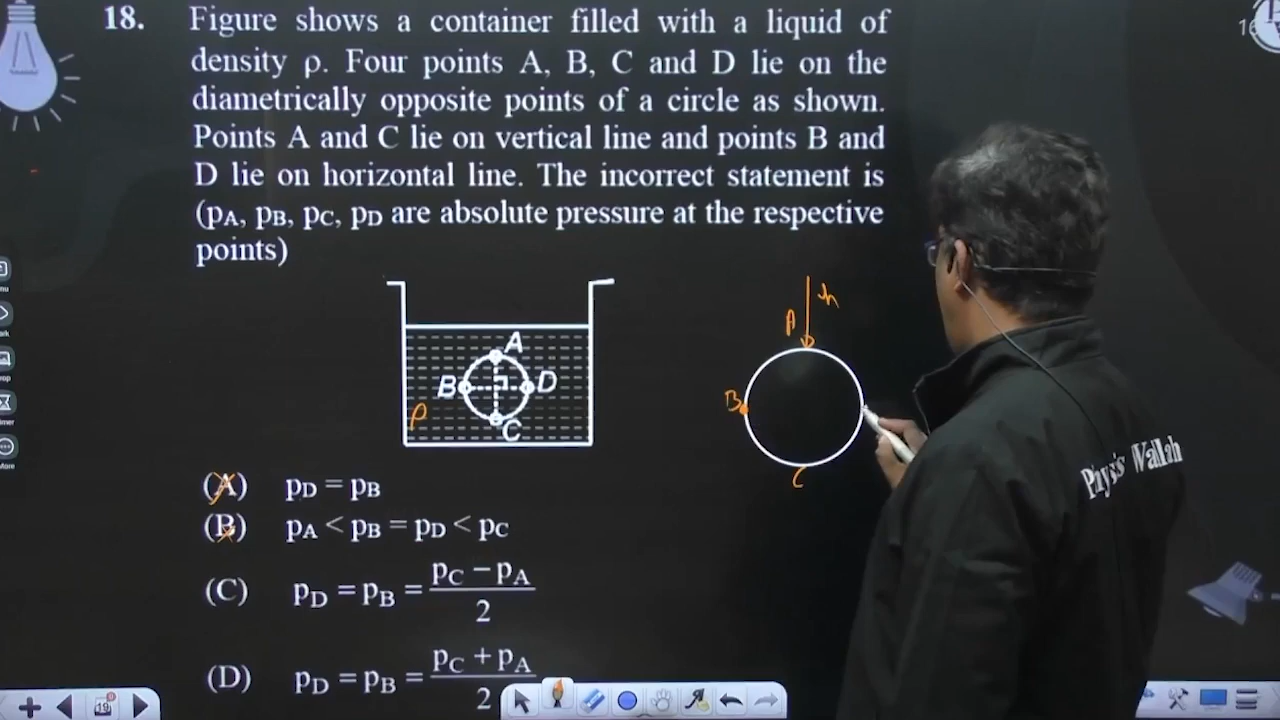 18. Figure shows a container filled with a liquid of
density ρ. Four points A, B, C and D lie on the
diametrically opposite points of a circle as shown.
Points A and C lie on vertical line and points B and
D lie on horizontal line. The incorrect statement is
(pA, pB, pC, pD are absolute pressure at the respective
points)
A
B
D
C
ρ
h
A
B
C
(A) pD = pB
(B) pA < pB = pD < pC
(C) pD = pB = pC − pA
2
(D) pD = pB = pC + pA
2
Physics Wallah
19